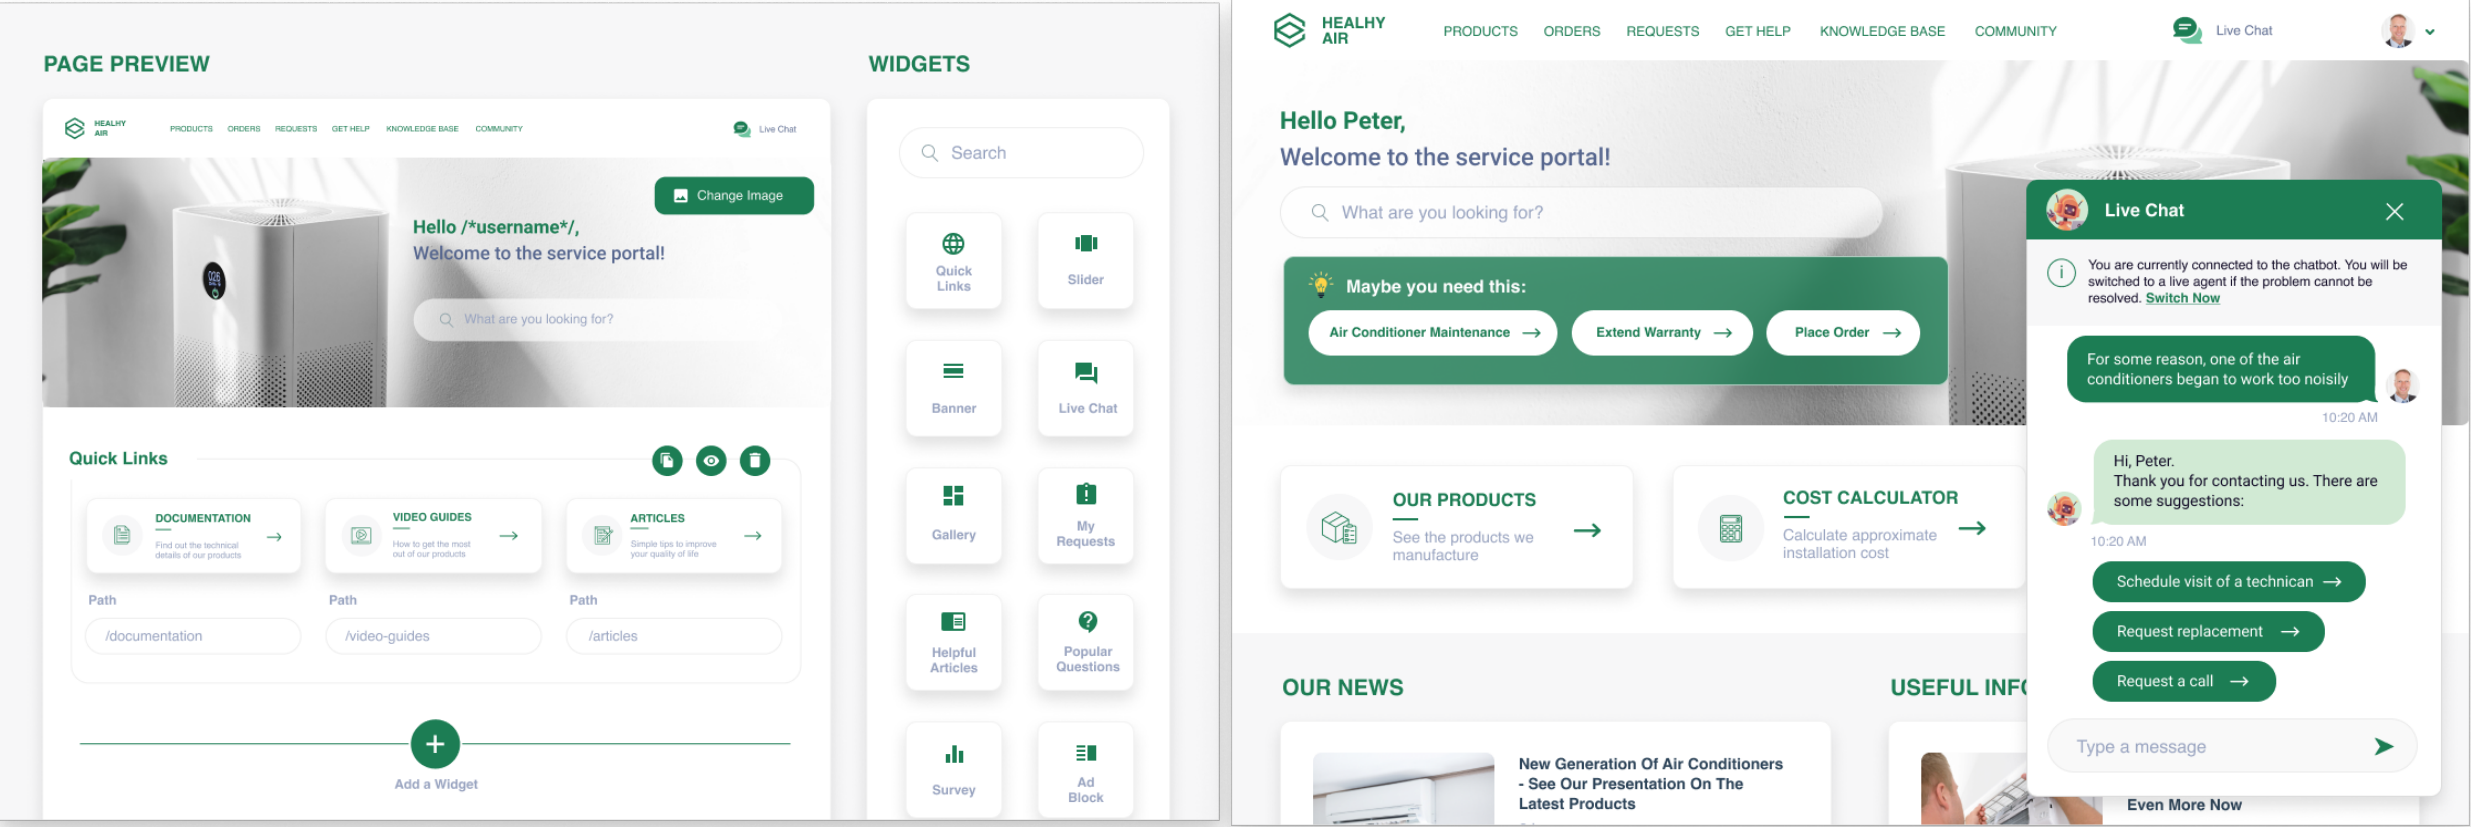 PAGE PREVIEW
HEALHY
AIR
PRODUCTS ORDERS REQUESTS GET HELP KNOWLEDGE BASE COMMUNITY
Live Chat
Change Image
Hello /*username*/,
Welcome to the service portal!
What are you looking for?
Quick Links
DOCUMENTATION
Find out the technical
details of our products
VIDEO GUIDES
How to get the most
out of our products
ARTICLES
Simple tips to improve
your quality of life
Path
/documentation
Path
/video-guides
Path
/articles
Add a Widget
WIDGETS
Search
Quick
Links
Slider
Banner
Live Chat
Gallery
My
Requests
Helpful
Articles
Popular
Questions
Survey
Ad
Block
HEALHY
AIR
PRODUCTS ORDERS REQUESTS GET HELP KNOWLEDGE BASE COMMUNITY
Live Chat
Hello Peter,
Welcome to the service portal!
What are you looking for?
Maybe you need this:
Air Conditioner Maintenance
Extend Warranty
Place Order
OUR PRODUCTS
See the products we
manufacture
COST CALCULATOR
Calculate approximate
installation cost
OUR NEWS
New Generation Of Air Conditioners
- See Our Presentation On The
Latest Products
USEFUL INFO
Even More Now
Live Chat
You are currently connected to the chatbot. You will be
switched to a live agent if the problem cannot be
resolved. Switch Now
For some reason, one of the air
conditioners began to work too noisily
10:20 AM
Hi, Peter.
Thank you for contacting us. There are
some suggestions:
10:20 AM
Schedule visit of a technican
Request replacement
Request a call
Type a message